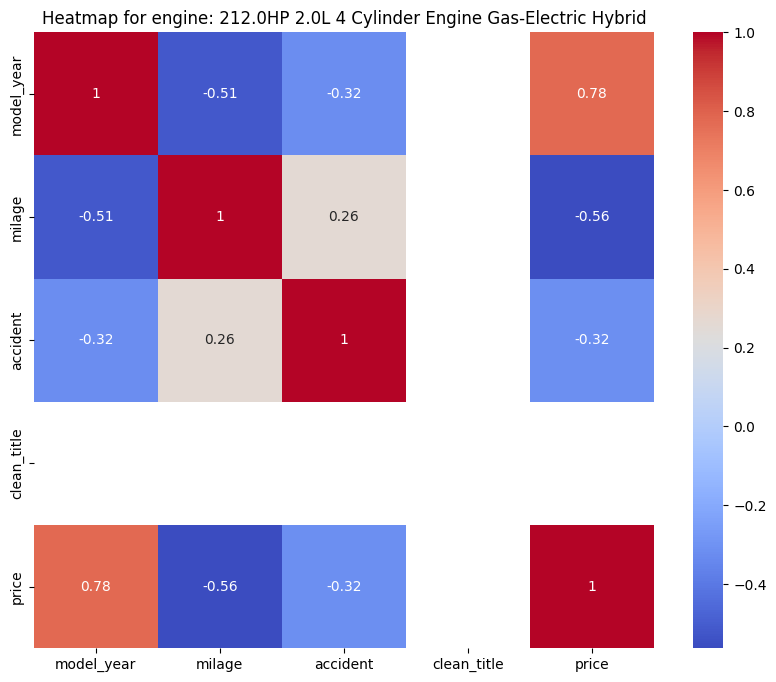 Heatmap for engine: 212.0HP 2.0L 4 Cylinder Engine Gas-Electric Hybrid
model_year 1 -0.51 -0.32 0.78
milage -0.51 1 0.26 -0.56
accident -0.32 0.26 1 -0.32
clean_title
price 0.78 -0.56 -0.32 1
model_year milage accident clean_title price
1.0
0.8
0.6
0.4
0.2
0.0
-0.2
-0.4